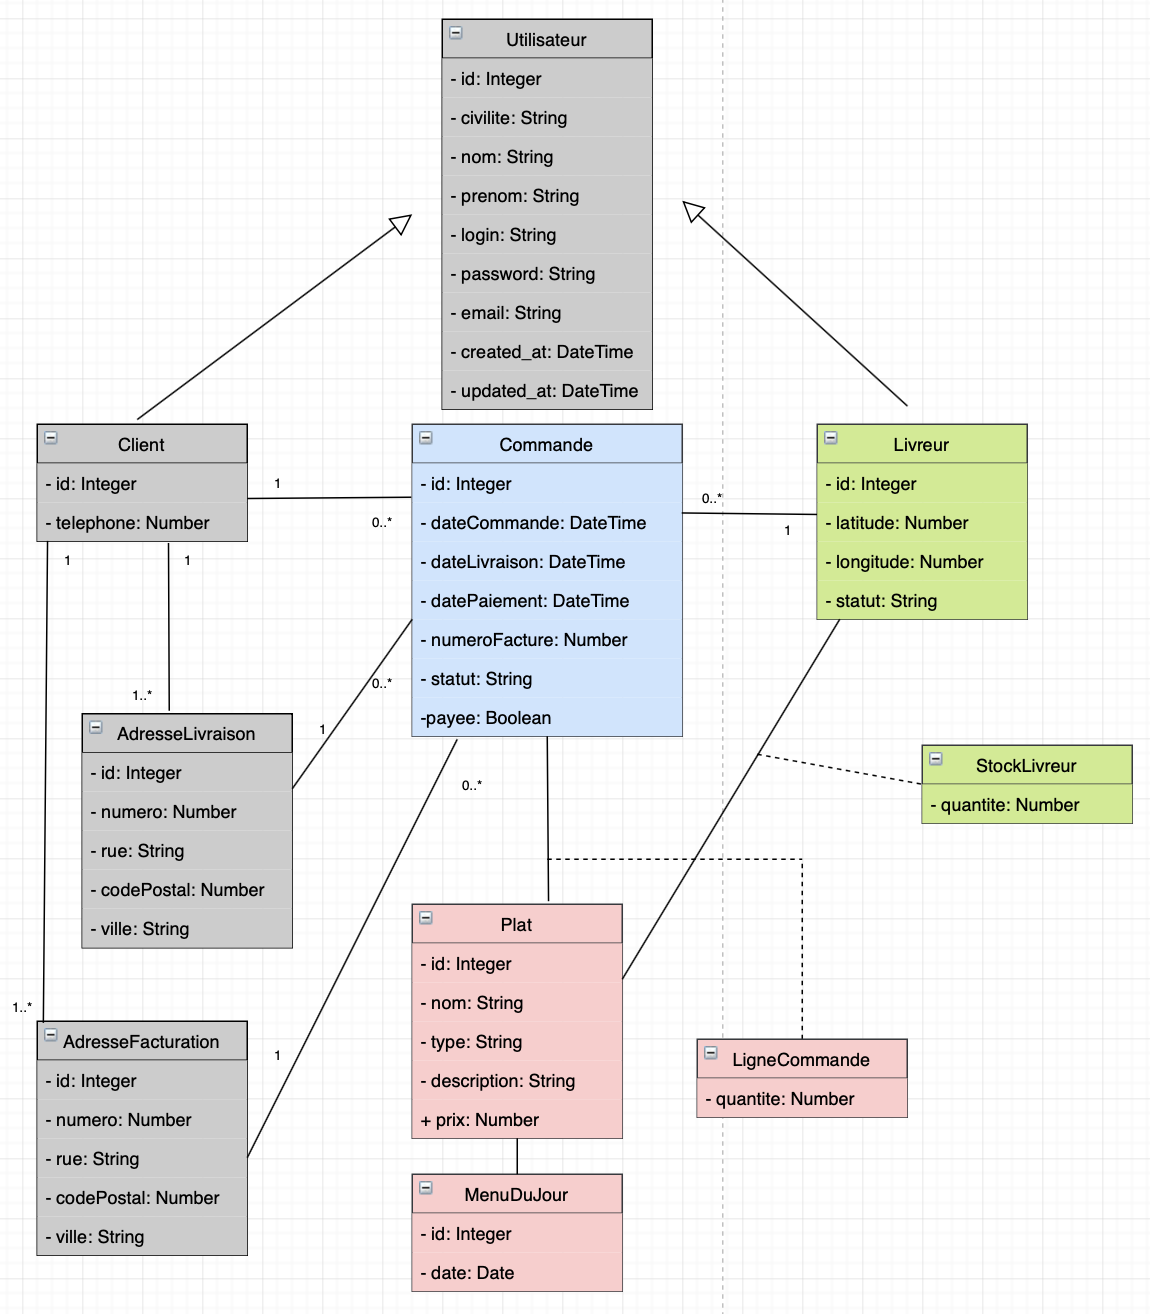 Utilisateur
- id: Integer
- civilite: String
- nom: String
- prenom: String
- login: String
- password: String
- email: String
- created_at: DateTime
- updated_at: DateTime
Client
- id: Integer
- telephone: Number
1
0..*
Commande
- id: Integer
- dateCommande: DateTime
- dateLivraison: DateTime
- datePaiement: DateTime
- numeroFacture: Number
- statut: String
-payee: Boolean
0..*
1
Livreur
- id: Integer
- latitude: Number
- longitude: Number
- statut: String
1
1
1..*
0..*
1
AdresseLivraison
- id: Integer
- numero: Number
- rue: String
- codePostal: Number
- ville: String
0..*
StockLivreur
- quantite: Number
1..*
1
AdresseFacturation
- id: Integer
- numero: Number
- rue: String
- codePostal: Number
- ville: String
Plat
- id: Integer
- nom: String
- type: String
- description: String
+ prix: Number
LigneCommande
- quantite: Number
MenuDuJour
- id: Integer
- date: Date